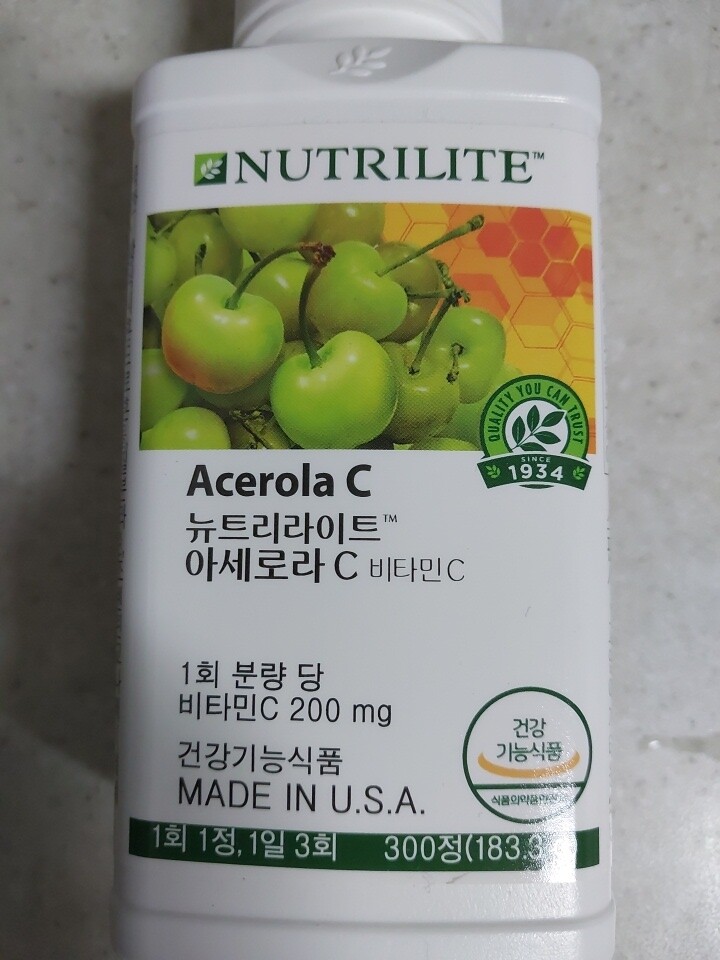 NUTRILITE™
QUALITY YOU CAN TRUST
SINCE
1934
Acerola C
뉴트리라이트™
아세로라 C 비타민C
1회 분량 당
비타민C 200 mg
건강기능식품
MADE IN U.S.A.
건강
기능식품
1회 1정, 1일 3회 300정